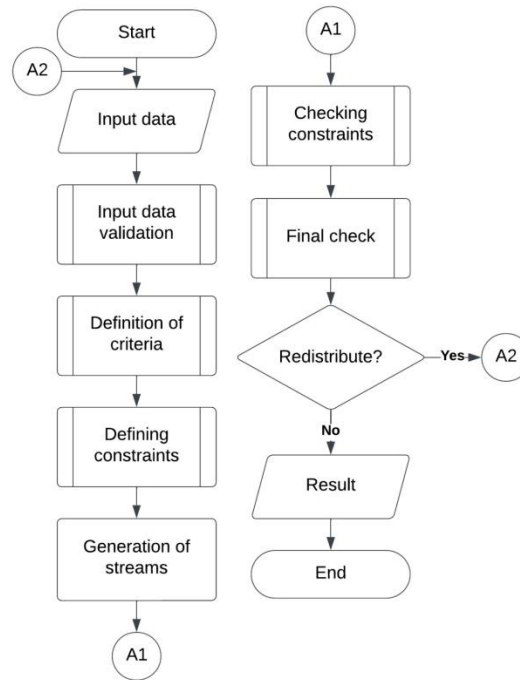 Start
A2
Input data
Input data
validation
Definition of
criteria
Defining
constraints
Generation of
streams
A1
A1
Checking
constraints
Final check
Redistribute?
Yes
A2
No
Result
End